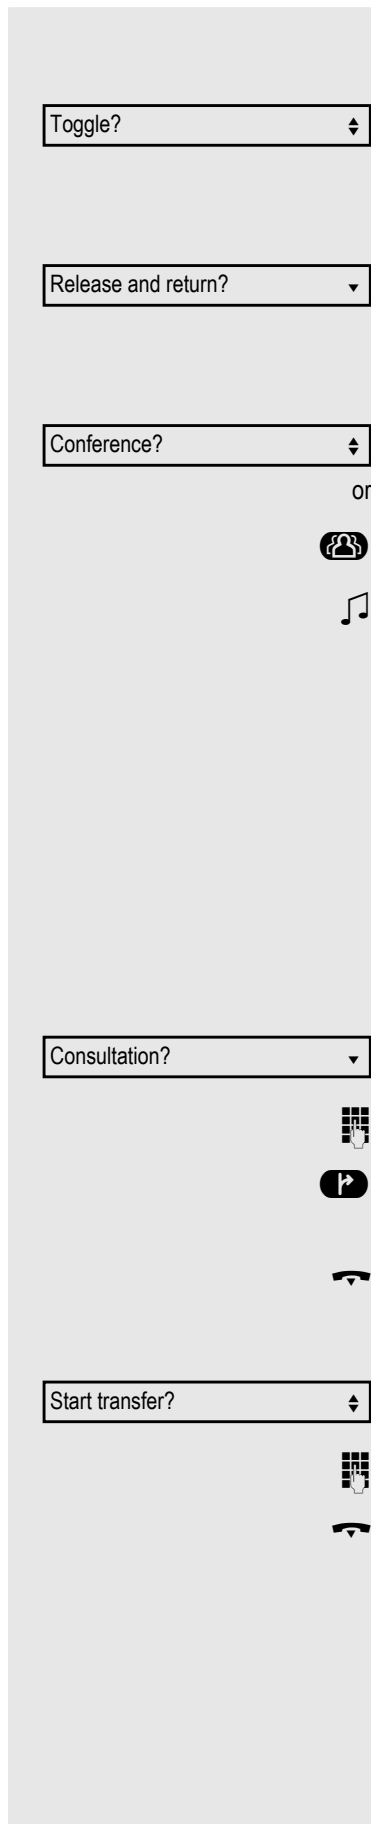 Toggle?
Release and return?
Conference?
or
Consultation?
Start transfer?